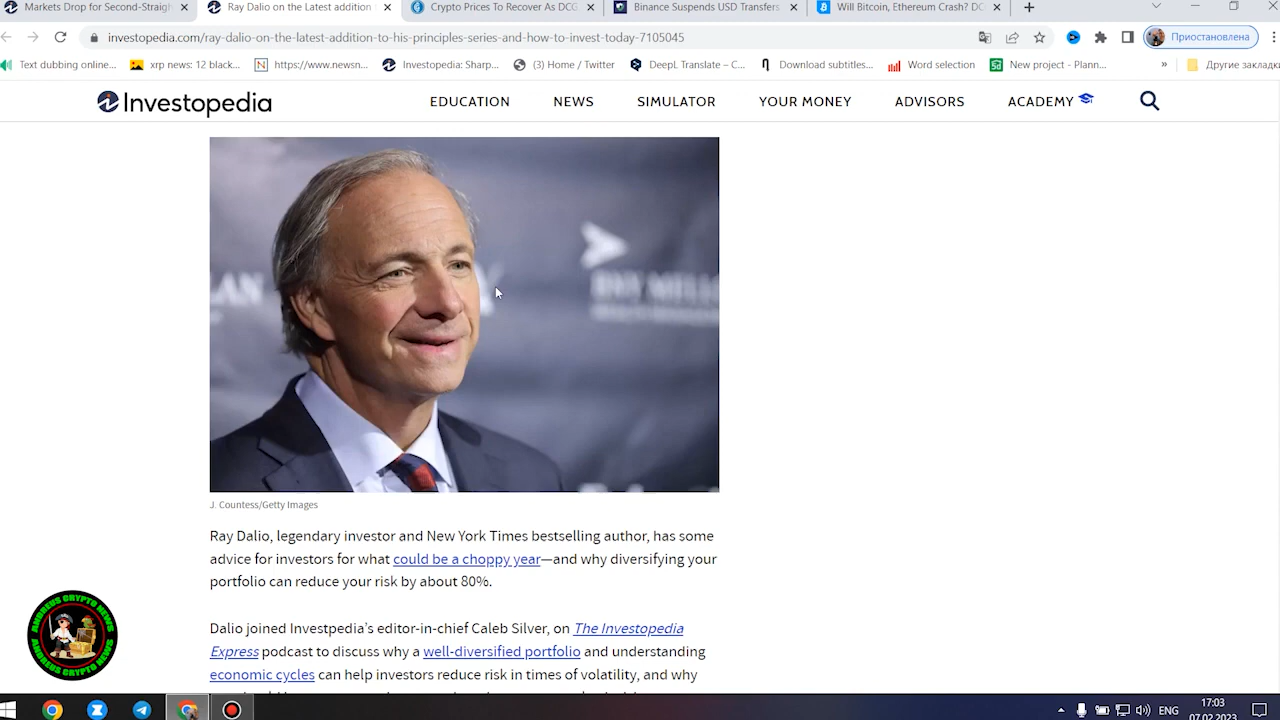 Markets Drop for Second-Straigh
Ray Dalio on the Latest addition
Crypto Prices To Recover As DCG
Binance Suspends USD Transfers
Will Bitcoin, Ethereum Crash? DC
investopedia.com/ray-dalio-on-the-latest-addition-to-his-principles-series-and-how-to-invest-today-7105045
Приостановлена
Text dubbing online...
xrp news: 12 black...
https://www.newsn...
Investopedia: Sharp...
(3) Home / Twitter
DeepL Translate – C...
Download subtitles...
Word selection
New project - Plann...
»
Другие закладки
Investopedia
EDUCATION
NEWS
SIMULATOR
YOUR MONEY
ADVISORS
ACADEMY
J. Countess/Getty Images
Ray Dalio, legendary investor and New York Times bestselling author, has some
advice for investors for what could be a choppy year—and why diversifying your
portfolio can reduce your risk by about 80%.
Dalio joined Investpedia’s editor-in-chief Caleb Silver, on The Investopedia
Express podcast to discuss why a well-diversified portfolio and understanding
economic cycles can help investors reduce risk in times of volatility, and why
ANDREUS CRYPTO NEWS
ANDREUS CRYPTO NEWS
ENG
17:03
07.02.2023